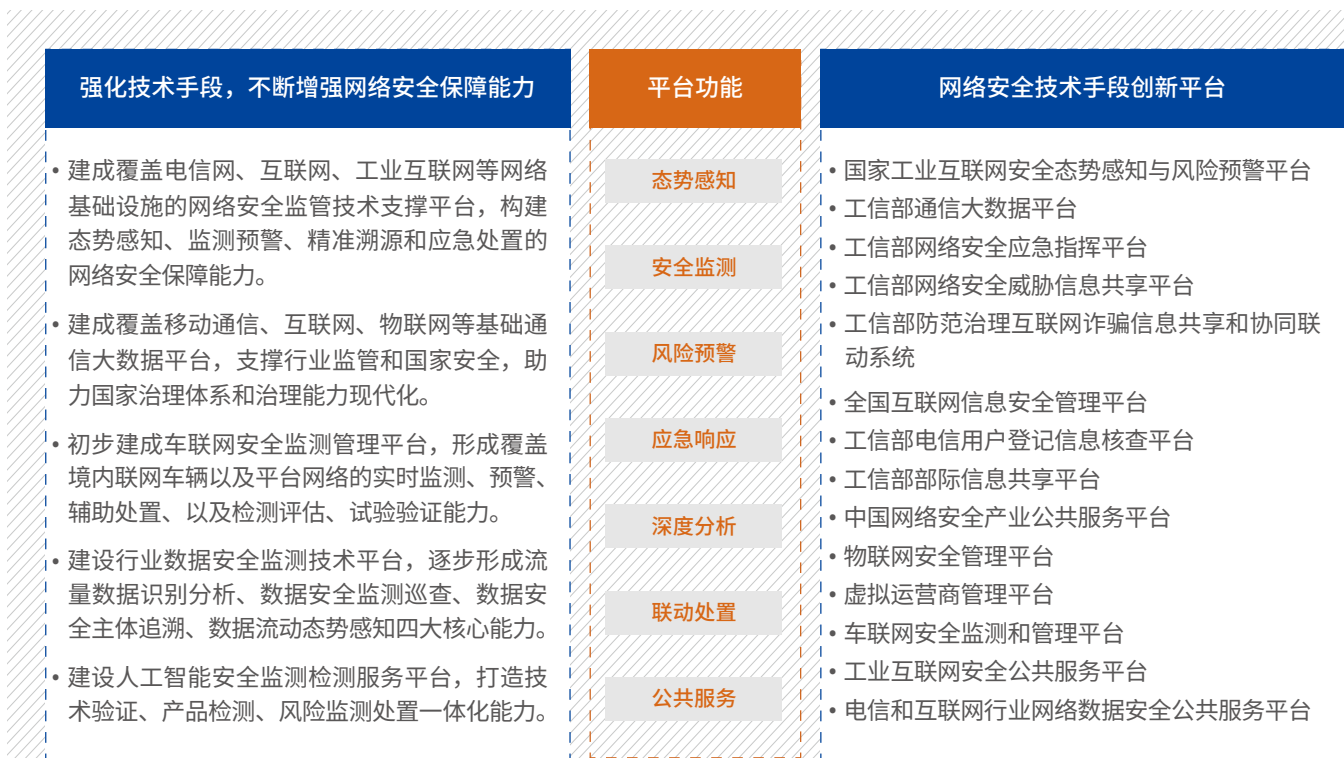 强化技术手段，不断增强网络安全保障能力
• 建成覆盖电信网、互联网、工业互联网等网络
基础设施的网络安全监管技术支撑平台，构建
态势感知、监测预警、精准溯源和应急处置的
网络安全保障能力。
• 建成覆盖移动通信、互联网、物联网等基础通
信大数据平台，支撑行业监管和国家安全，助
力国家治理体系和治理能力现代化。
• 初步建成车联网安全监测管理平台，形成覆盖
境内联网车辆以及平台网络的实时监测、预警、
辅助处置、以及检测评估、试验验证能力。
• 建设行业数据安全监测技术平台，逐步形成流
量数据识别分析、数据安全监测巡查、数据安
全主体追溯、数据流动态势感知四大核心能力。
• 建设人工智能安全监测检测服务平台，打造技
术验证、产品检测、风险监测处置一体化能力。
平台功能
态势感知
安全监测
风险预警
应急响应
深度分析
联动处置
公共服务
网络安全技术手段创新平台
• 国家工业互联网安全态势感知与风险预警平台
• 工信部通信大数据平台
• 工信部网络安全应急指挥平台
• 工信部网络安全威胁信息共享平台
• 工信部防范治理互联网诈骗信息共享和协同联
动系统
• 全国互联网信息安全管理平台
• 工信部电信用户登记信息核查平台
• 工信部部际信息共享平台
• 中国网络安全产业公共服务平台
• 物联网安全管理平台
• 虚拟运营商管理平台
• 车联网安全监测和管理平台
• 工业互联网安全公共服务平台
• 电信和互联网行业网络数据安全公共服务平台